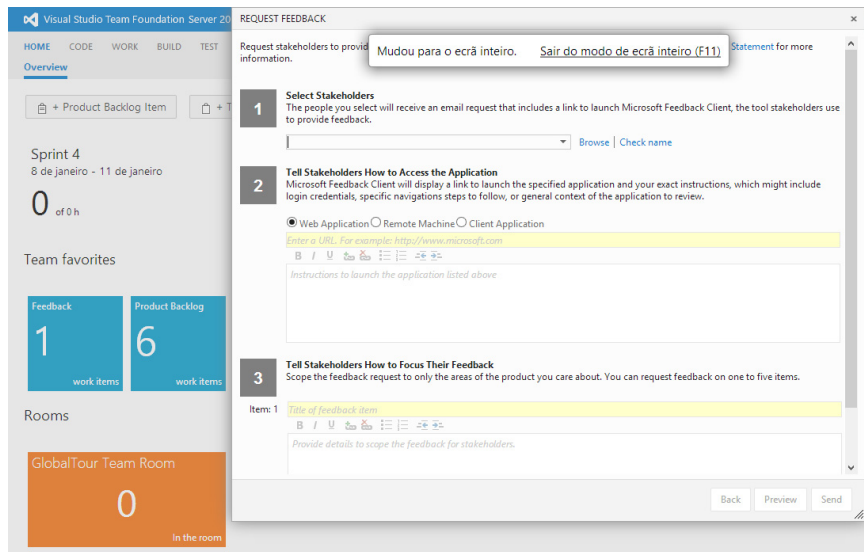 Visual Studio Team Foundation Server 20
HOME CODE WORK BUILD TEST
Overview
+ Product Backlog Item
+ T
Sprint 4
8 de janeiro - 11 de janeiro
0 of 0 h
Team favorites
Feedback
1
work items
Product Backlog
6
work items
Rooms
GlobalTour Team Room
0
In the room
REQUEST FEEDBACK
Request stakeholders to provid
Statement for more
information.
Mudou para o ecrã inteiro. Sair do modo de ecrã inteiro (F11)
1
Select Stakeholders
The people you select will receive an email request that includes a link to launch Microsoft Feedback Client, the tool stakeholders use
to provide feedback.
Browse | Check name
2
Tell Stakeholders How to Access the Application
Microsoft Feedback Client will display a link to launch the specified application and your exact instructions, which might include
login credentials, specific navigations steps to follow, or general context of the application to review.
Web Application Remote Machine Client Application
Enter a URL. For example: http://www.microsoft.com
B I U
Instructions to launch the application listed above
3
Tell Stakeholders How to Focus Their Feedback
Scope the feedback request to only the areas of the product you care about. You can request feedback on one to five items.
Item: 1 Title of feedback item
B I U
Provide details to scope the feedback for stakeholders.
Back Preview Send